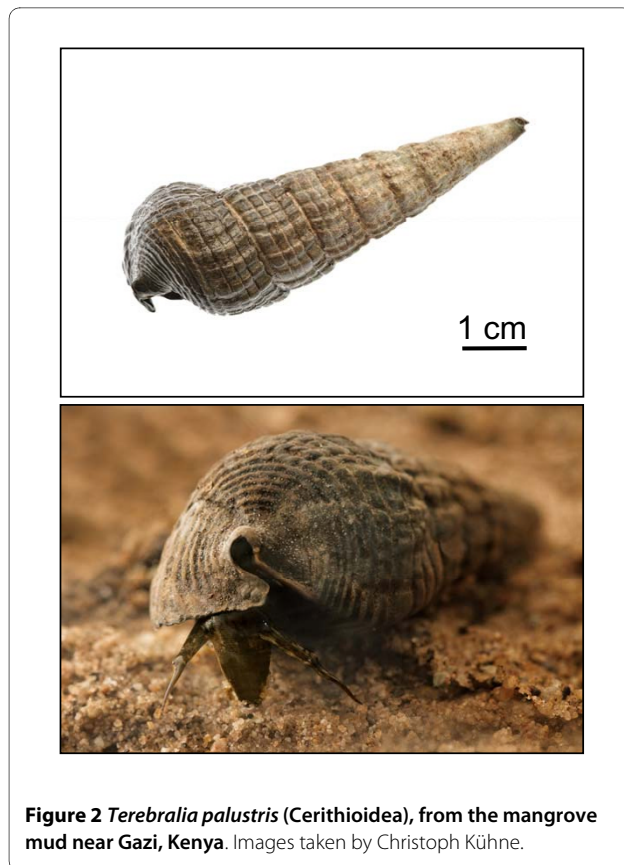 1 cm
Figure 2 Terebralia palustris (Cerithioidea), from the mangrove
mud near Gazi, Kenya. Images taken by Christoph Kühne.